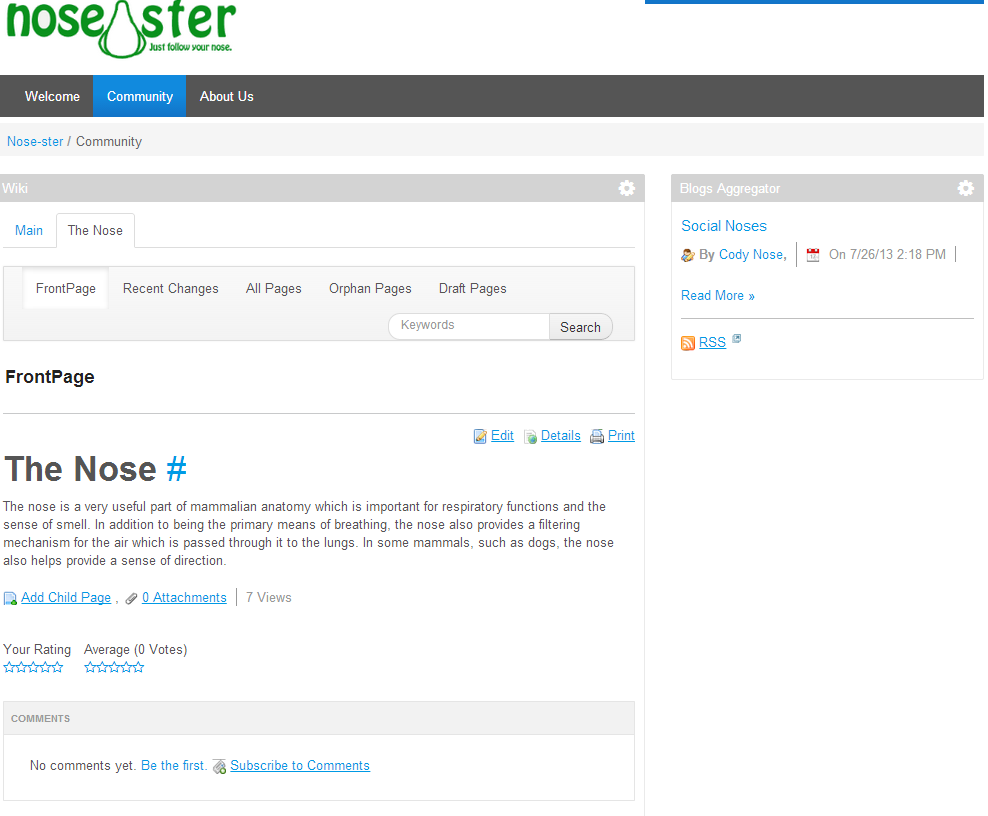 nose ster
Just follow your nose.
Welcome Community About Us
Nose-ster / Community
Wiki
Main The Nose
FrontPage Recent Changes All Pages Orphan Pages Draft Pages
Keywords Search
FrontPage
Edit Details Print
The Nose #
The nose is a very useful part of mammalian anatomy which is important for respiratory functions and the
sense of smell. In addition to being the primary means of breathing, the nose also provides a filtering
mechanism for the air which is passed through it to the lungs. In some mammals, such as dogs, the nose
also helps provide a sense of direction.
Add Child Page , 0 Attachments 7 Views
Your Rating Average (0 Votes)
COMMENTS
No comments yet. Be the first. Subscribe to Comments
Blogs Aggregator
Social Noses
By Cody Nose, On 7/26/13 2:18 PM
Read More »
RSS